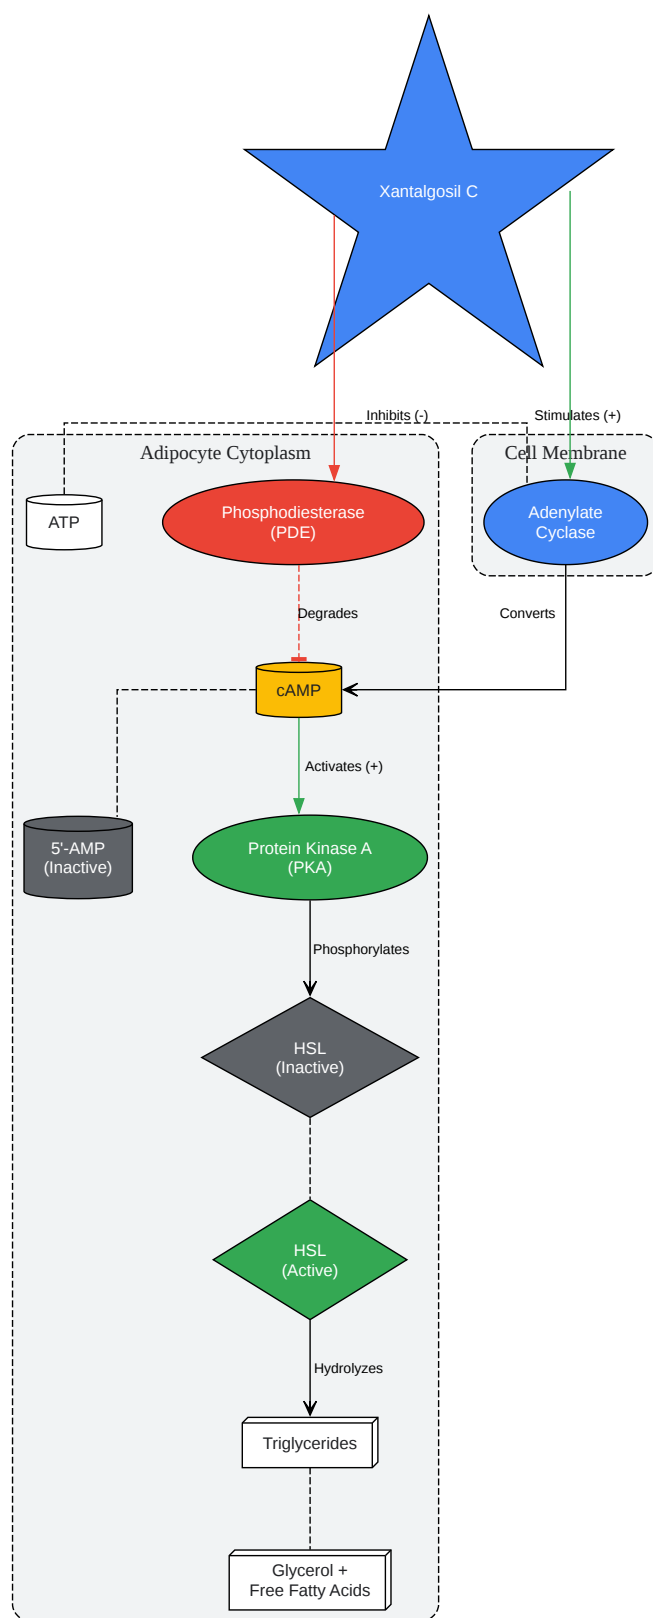 Xantalgosil C
Inhibits (-)
Stimulates (+)
Adipocyte Cytoplasm
Cell Membrane
ATP
Phosphodiesterase
(PDE)
Adenylate
Cyclase
Degrades
Converts
cAMP
Activates (+)
5'-AMP
(Inactive)
Protein Kinase A
(PKA)
Phosphorylates
HSL
(Inactive)
HSL
(Active)
Hydrolyzes
Triglycerides
Glycerol +
Free Fatty Acids